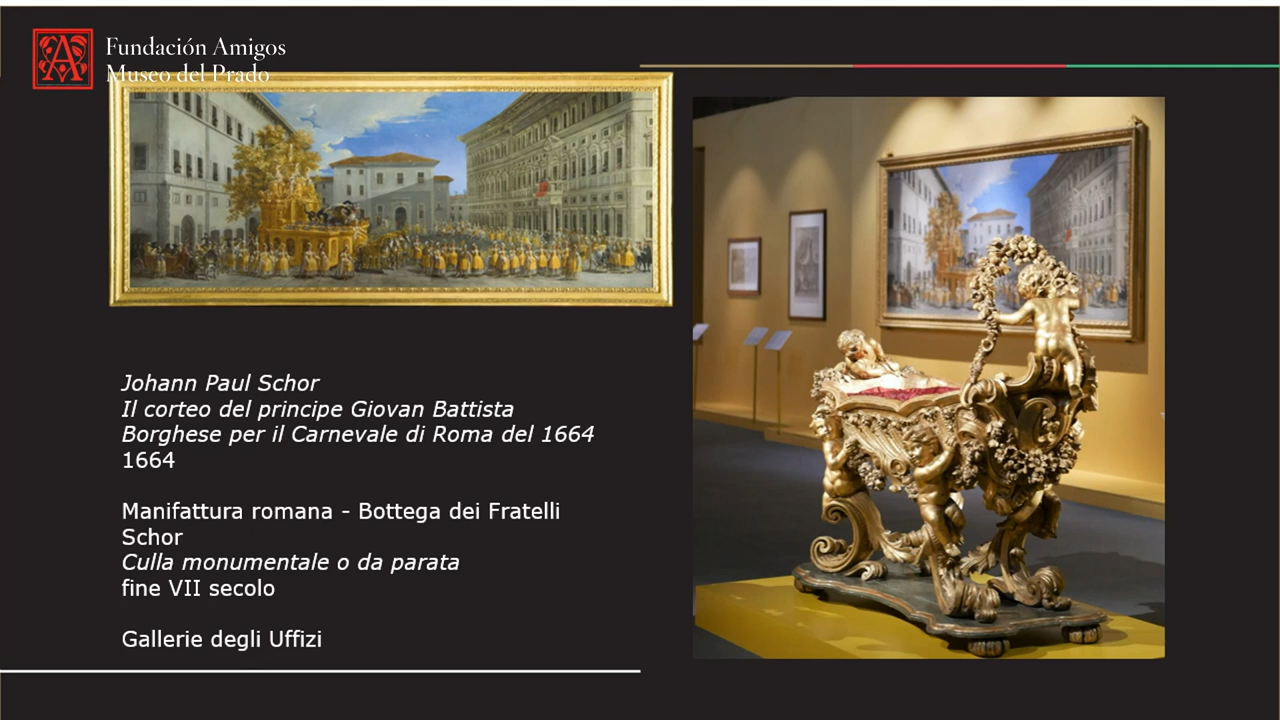 Fundación Amigos
Museo del Prado
Johann Paul Schor
Il corteo del principe Giovan Battista
Borghese per il Carnevale di Roma del 1664
1664
Manifattura romana - Bottega dei Fratelli
Schor
Culla monumentale o da parata
fine VII secolo
Gallerie degli Uffizi